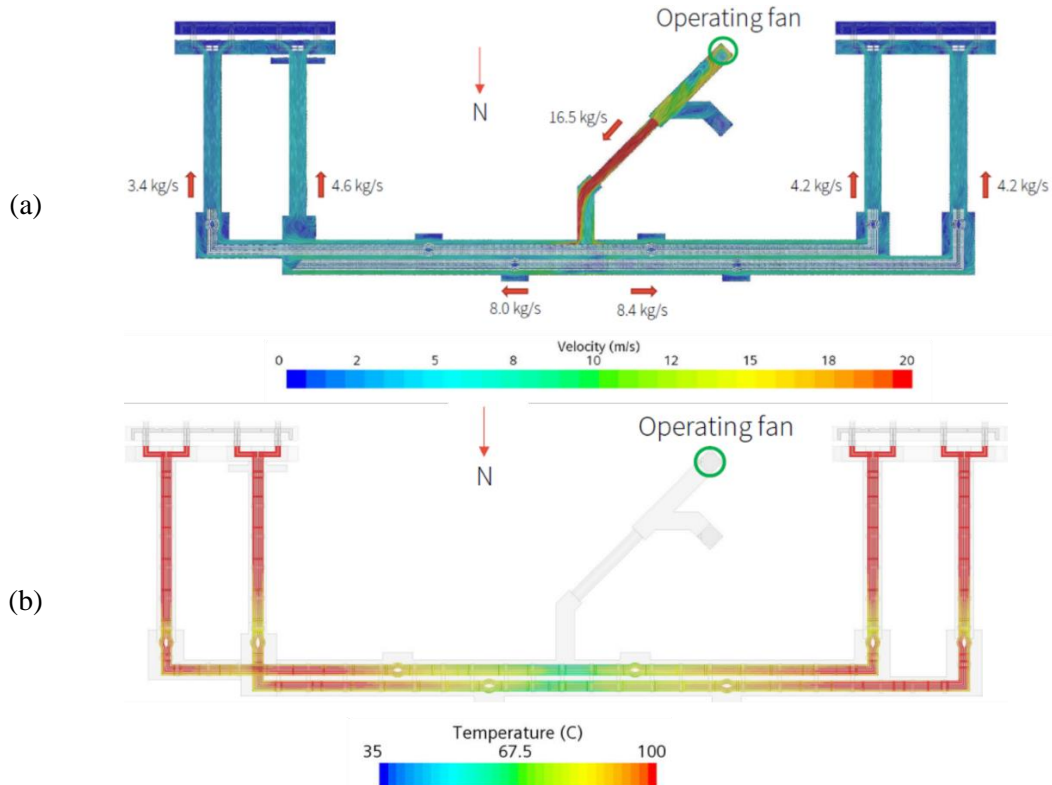 Operating fan
N
16.5 kg/s
3.4 kg/s
4.6 kg/s
4.2 kg/s
4.2 kg/s
(a)
8.0 kg/s
8.4 kg/s
Velocity (m/s)
0 2 5 8 10 12 15 18 20
Operating fan
N
(b)
Temperature (C)
35 67.5 100